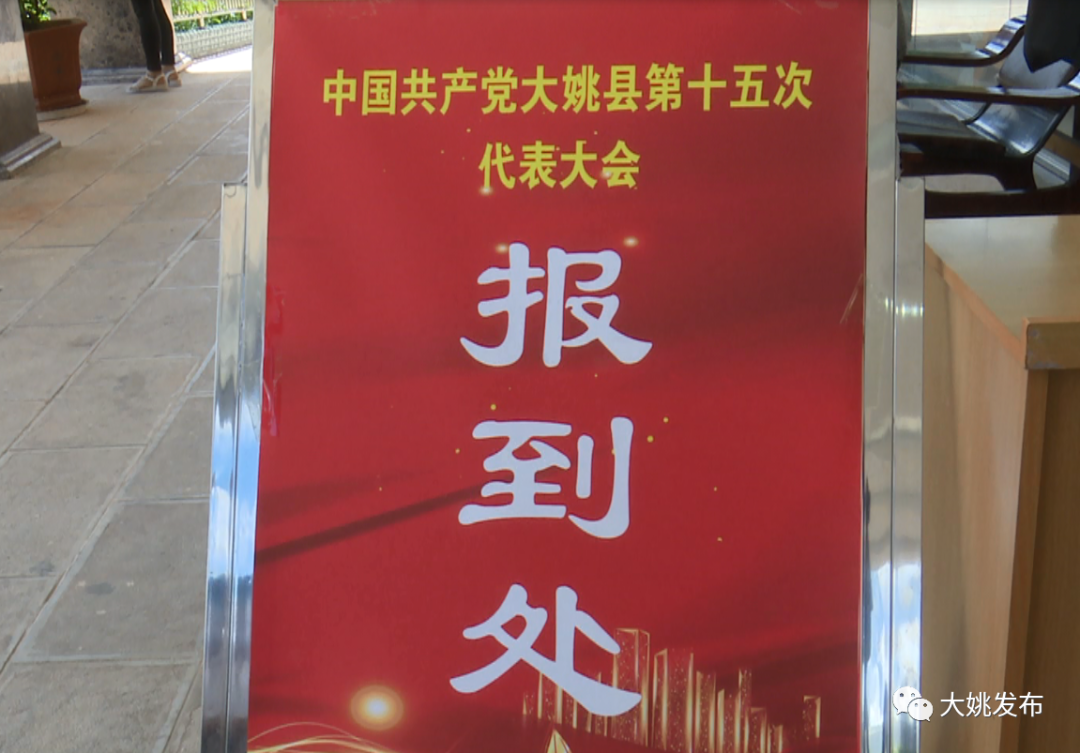 中国共产党大姚县第十五次
代表大会
报
到
处
大姚发布